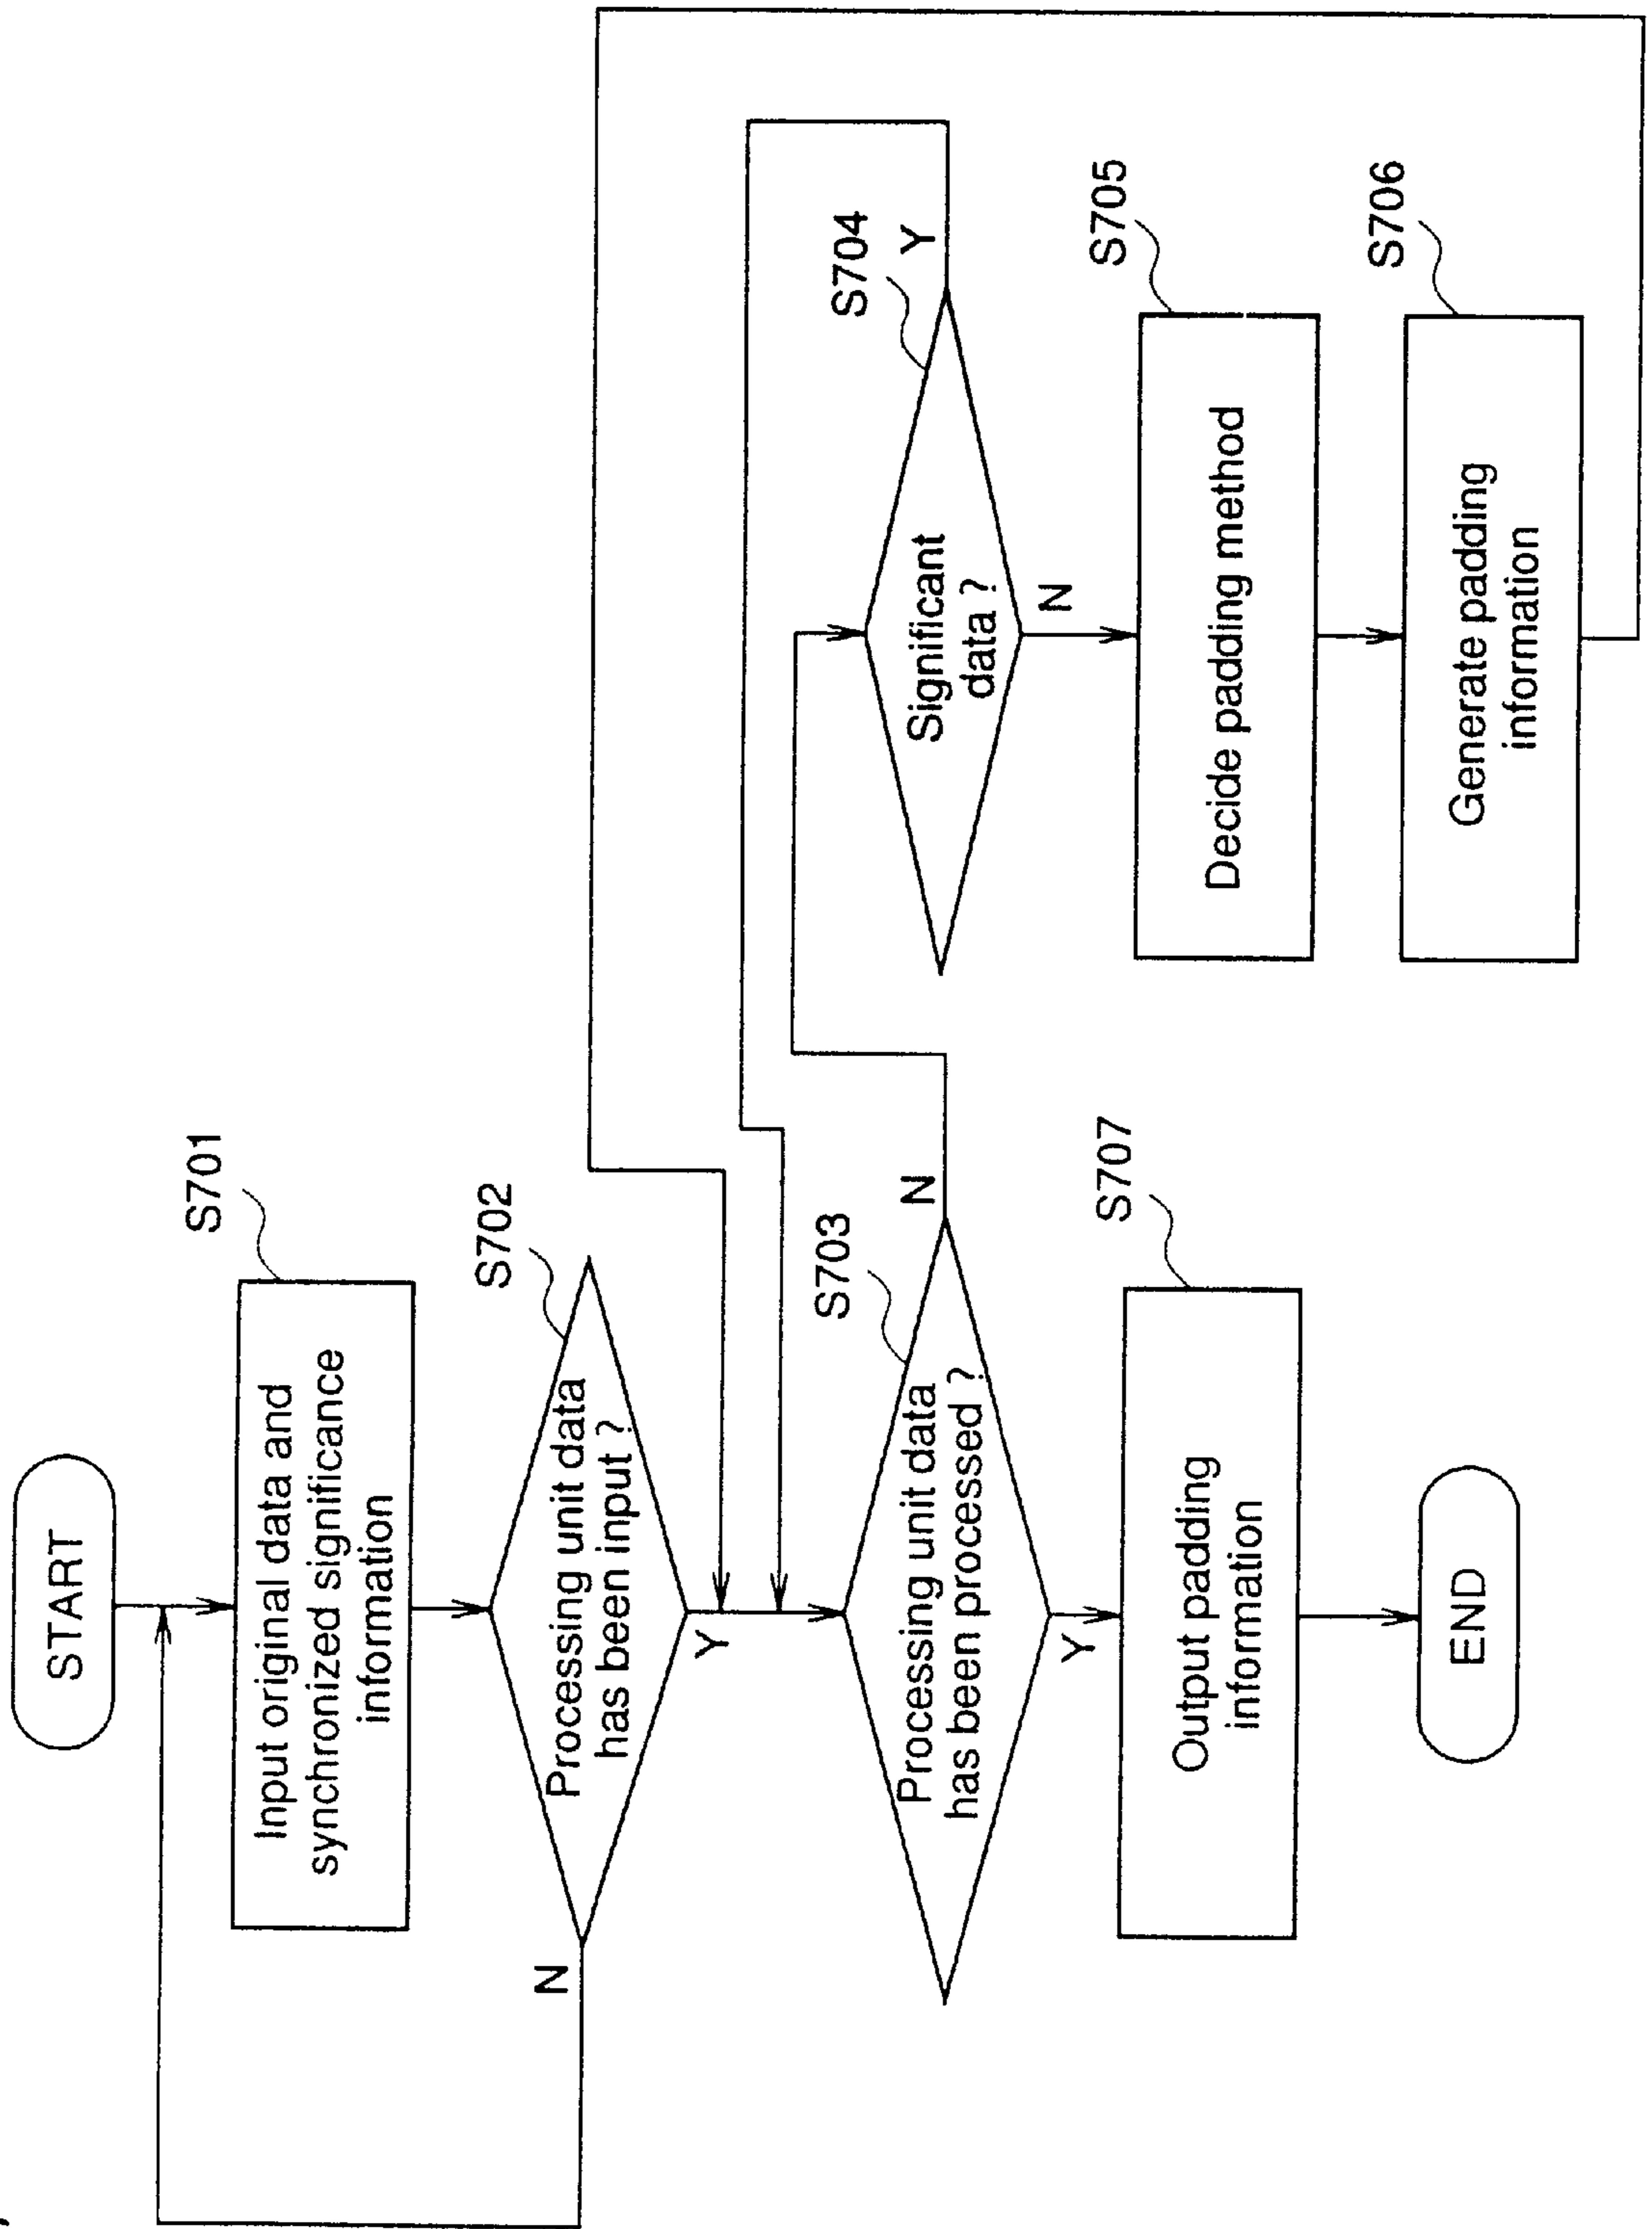 START
S701
Input original data and
synchronized significance
information
S702
Processing unit data
has been input ?
N
Y
S703
Processing unit data
has been processed ?
N
Y
S707
Output padding
information
END
S704
Significant
data ?
Y
N
S705
Decide padding method
S706
Generate padding
information